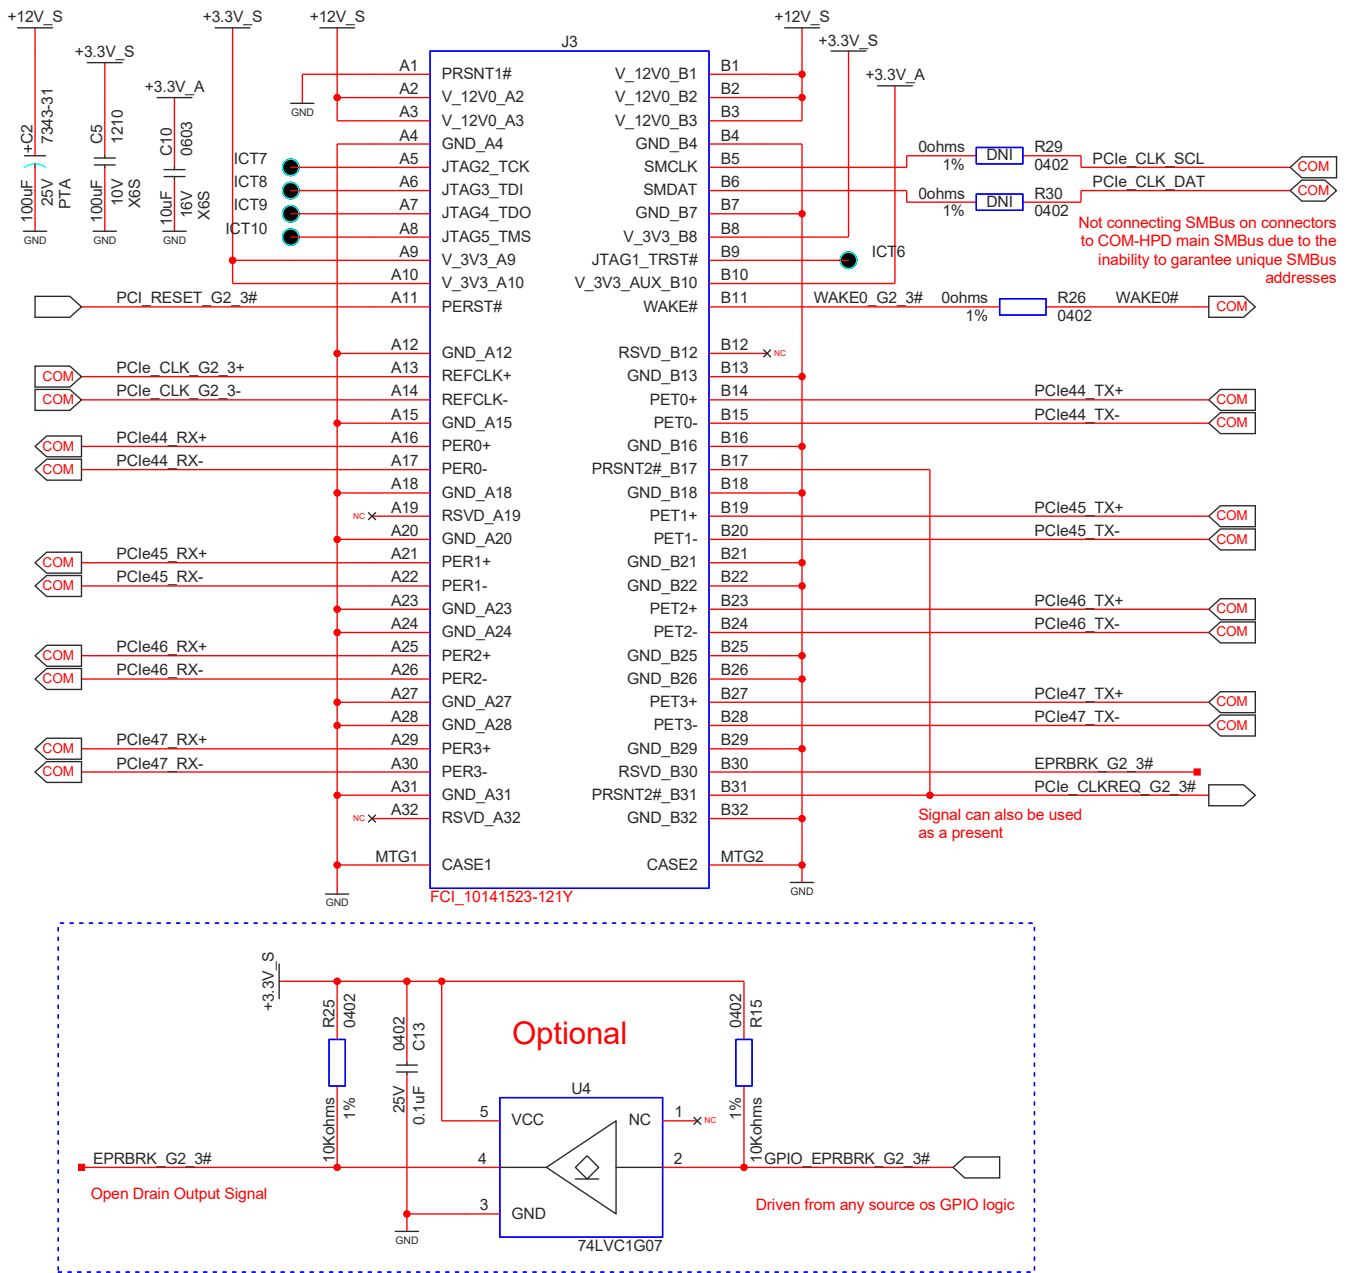 +12V_S
+3.3V_S
+12V_S
+12V_S
+3.3V_S
+3.3V_S
+3.3V_A
+3.3V_A
+C2
7343-31
100uF
25V
PTA
GND
C5
1210
100uF
10V
X6S
GND
C10
0603
10uF
16V
X6S
GND
GND
J3
A1 PRSNT1# V_12V0_B1 B1
A2 V_12V0_A2 V_12V0_B2 B2
A3 V_12V0_A3 V_12V0_B3 B3
A4 GND_A4 GND_B4 B4
ICT7 A5 JTAG2_TCK SMCLK B5 0ohms 1% DNI R29 0402 PCIe_CLK_SCL COM
ICT8 A6 JTAG3_TDI SMDAT B6 0ohms 1% DNI R30 0402 PCIe_CLK_DAT COM
ICT9 A7 JTAG4_TDO GND_B7 B7
ICT10 A8 JTAG5_TMS V_3V3_B8 B8
A9 V_3V3_A9 JTAG1_TRST# B9 ICT6
A10 V_3V3_A10 V_3V3_AUX_B10 B10
Not connecting SMBus on connectors
to COM-HPD main SMBus due to the
inability to garantee unique SMBus
addresses
PCI_RESET_G2_3# A11 PERST# WAKE# B11 WAKE0_G2_3# 0ohms 1% R26 0402 WAKE0# COM
A12 GND_A12 RSVD_B12 B12 NC
COM PCIe_CLK_G2_3+ A13 REFCLK+ GND_B13 B13
COM PCIe_CLK_G2_3- A14 REFCLK- PET0+ B14 PCIe44_TX+ COM
A15 GND_A15 PET0- B15 PCIe44_TX- COM
COM PCIe44_RX+ A16 PER0+ GND_B16 B16
COM PCIe44_RX- A17 PER0- PRSNT2#_B17 B17
A18 GND_A18 GND_B18 B18
NC A19 RSVD_A19 PET1+ B19 PCIe45_TX+ COM
A20 GND_A20 PET1- B20 PCIe45_TX- COM
COM PCIe45_RX+ A21 PER1+ GND_B21 B21
COM PCIe45_RX- A22 PER1- GND_B22 B22
A23 GND_A23 PET2+ B23 PCIe46_TX+ COM
A24 GND_A24 PET2- B24 PCIe46_TX- COM
COM PCIe46_RX+ A25 PER2+ GND_B25 B25
COM PCIe46_RX- A26 PER2- GND_B26 B26
A27 GND_A27 PET3+ B27 PCIe47_TX+ COM
A28 GND_A28 PET3- B28 PCIe47_TX- COM
COM PCIe47_RX+ A29 PER3+ GND_B29 B29
COM PCIe47_RX- A30 PER3- RSVD_B30 B30 EPRBRK_G2_3#
A31 GND_A31 PRSNT2#_B31 B31 PCIe_CLKREQ_G2_3#
NC A32 RSVD_A32 GND_B32 B32
Signal can also be used
as a present
MTG1 CASE1 CASE2 MTG2
GND
GND
FCI_10141523-121Y
+3.3V_S
R25
0402
10Kohms
1%
0402
C13
25V
0.1uF
GND
Optional
0402
R15
1%
10Kohms
U4
5 VCC NC 1 NC
EPRBRK_G2_3# 4 2 GPIO_EPRBRK_G2_3#
Open Drain Output Signal
3 GND
Driven from any source os GPIO logic
74LVC1G07